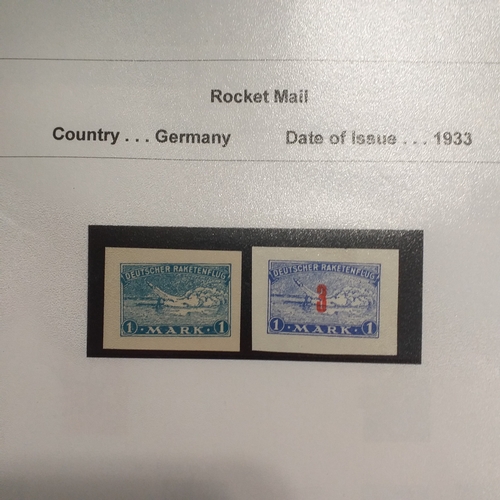 Rocket Mail
Country . . . Germany Date of Issue . . . 1933
DEUTSCHER RAKETENFLUG
1 · MARK · 1
DEUTSCHER RAKETENFLUG
3
1 · MARK · 1